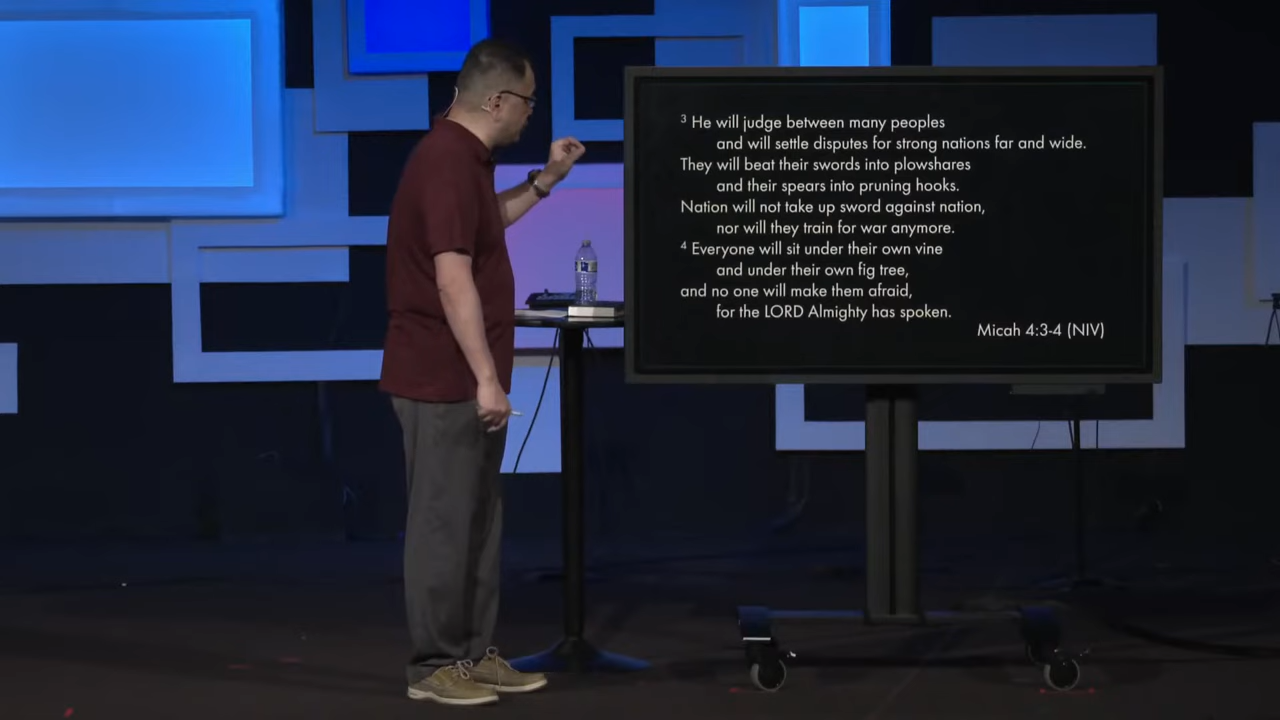 3 He will judge between many peoples
and will settle disputes for strong nations far and wide.
They will beat their swords into plowshares
and their spears into pruning hooks.
Nation will not take up sword against nation,
nor will they train for war anymore.
4 Everyone will sit under their own vine
and under their own fig tree,
and no one will make them afraid,
for the LORD Almighty has spoken.
Micah 4:3-4 (NIV)